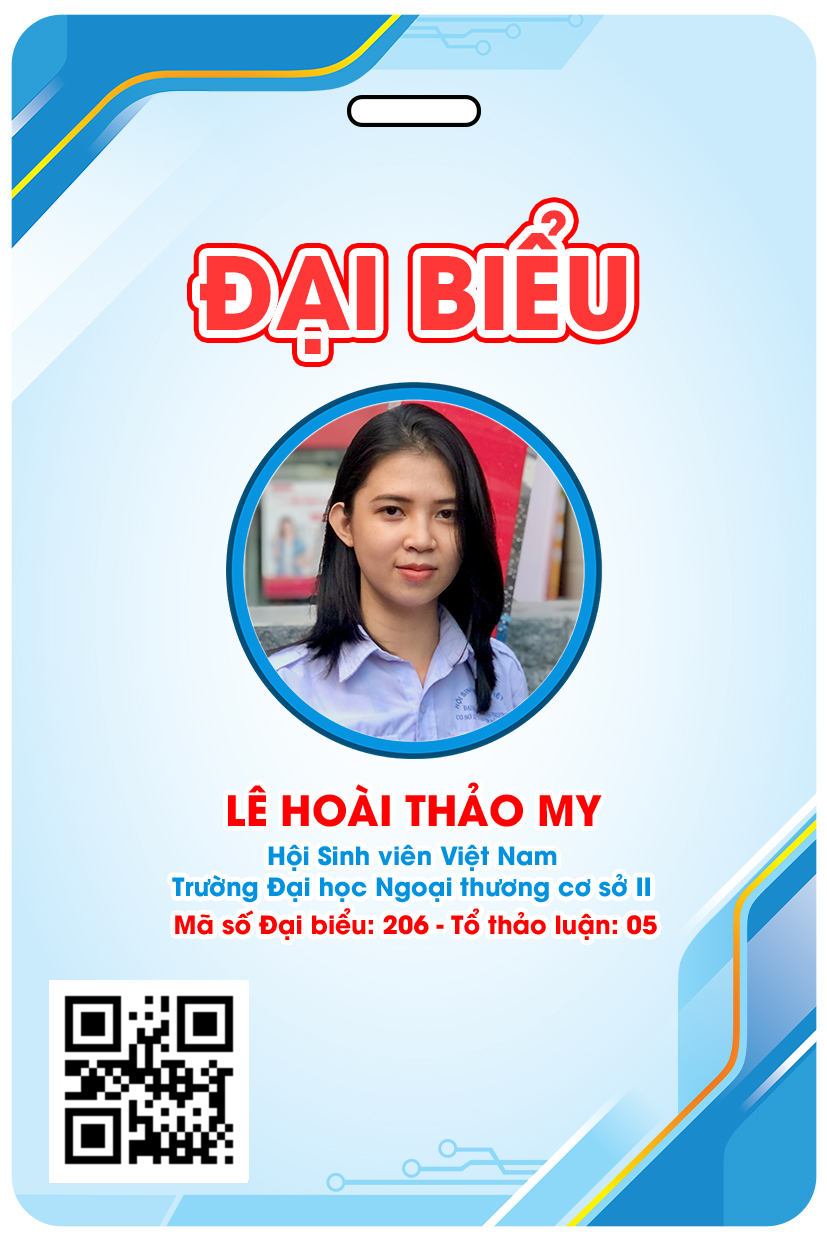 ĐẠI BIỂU
LÊ HOÀI THẢO MY
Hội Sinh viên Việt Nam
Trường Đại học Ngoại thương cơ sở II
Mã số Đại biểu: 206 - Tổ thảo luận: 05